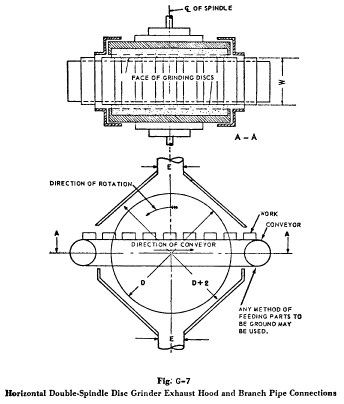 ℄ OF SPINDLE
FACE OF GRINDING DISCS
W
A – A
E
DIRECTION OF ROTATION
WORK
CONVEYOR
A
DIRECTION OF CONVEYOR
A
D
D+2
ANY METHOD OF
FEEDING PARTS TO
BE GROUND MAY
BE USED.
E
Fig. G-7
Horizontal Double-Spindle Disc Grinder Exhaust Hood and Branch Pipe Connections